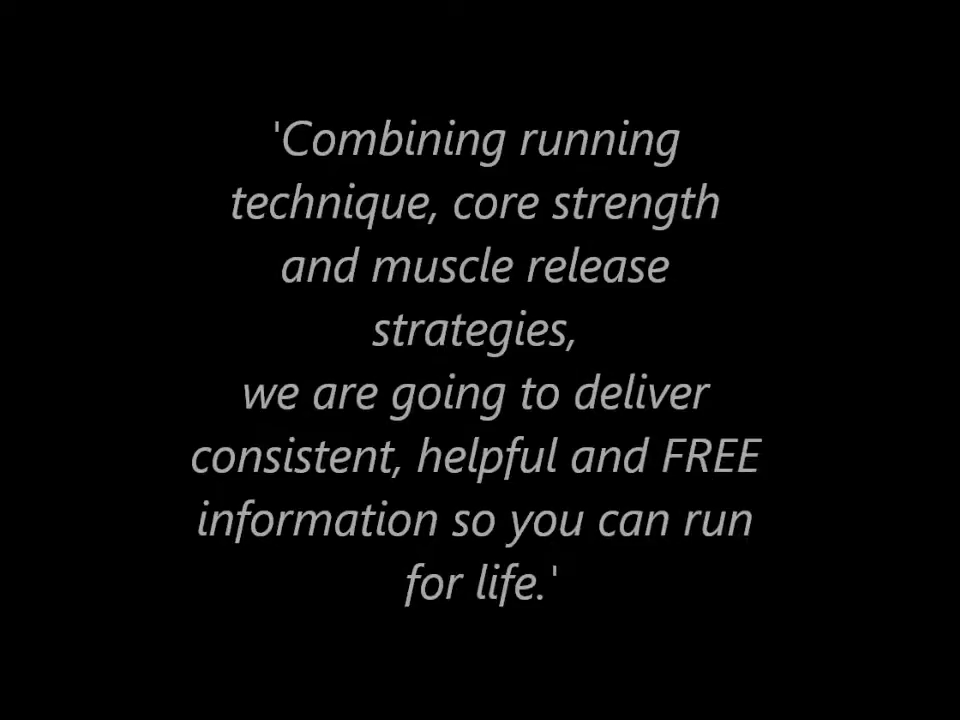 'Combining running
technique, core strength
and muscle release
strategies,
we are going to deliver
consistent, helpful and FREE
information so you can run
for life.'